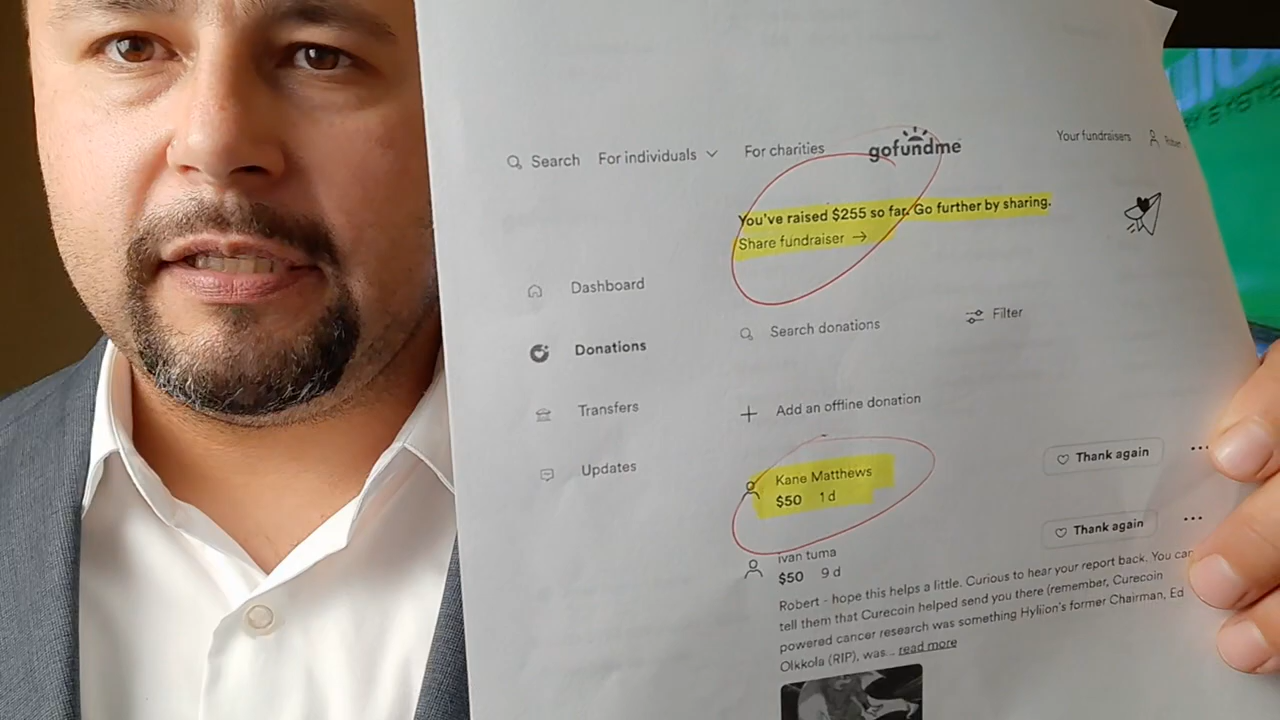 Search For individuals For charities gofundme Your fundraisers
You've raised $255 so far. Go further by sharing.
Share fundraiser →
Dashboard
Donations
Transfers
Updates
Search donations Filter
Add an offline donation
Kane Matthews
$50 1 d
Thank again
ivan tuma
$50 9 d
Thank again
Robert - hope this helps a little. Curious to hear your report back. You can
tell them that Curecoin helped send you there (remember, Curecoin
powered cancer research was something Hyliion's former Chairman, Ed
Olkkola (RIP), was... read more